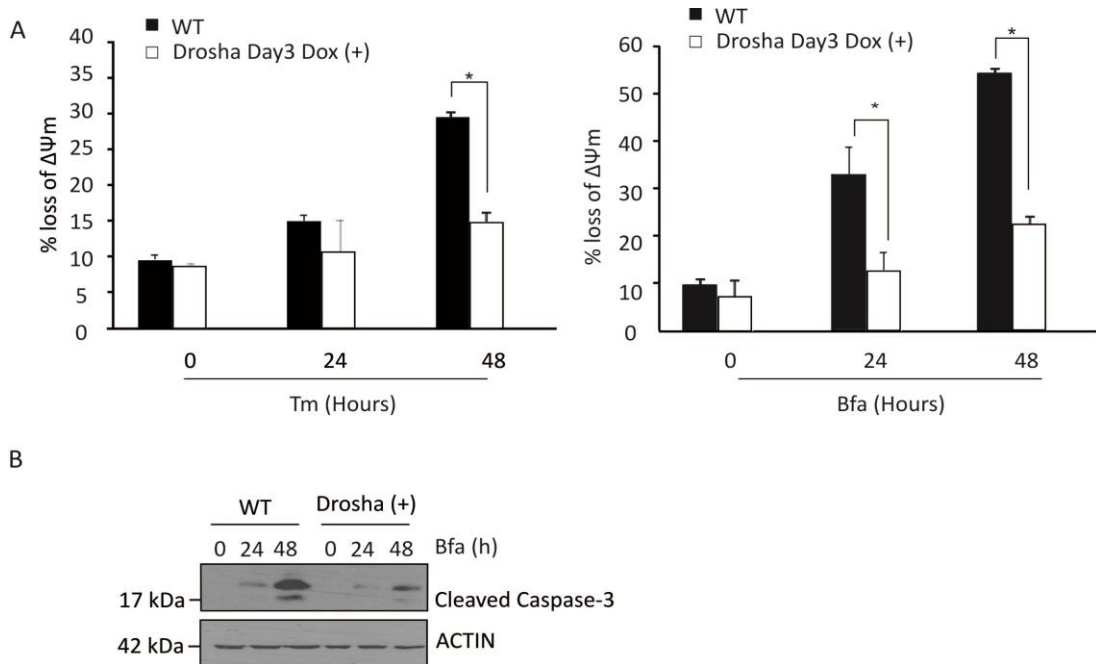 A
WT
Drosha Day3 Dox (+)
% loss of ΔΨm
40
35
30
25
20
15
10
5
0
*
0 24 48
Tm (Hours)
WT
Drosha Day3 Dox (+)
% loss of ΔΨm
60
50
40
30
20
10
0
*
*
0 24 48
Bfa (Hours)
B
WT Drosha (+)
0 24 48 0 24 48 Bfa (h)
17 kDa Cleaved Caspase-3
42 kDa ACTIN